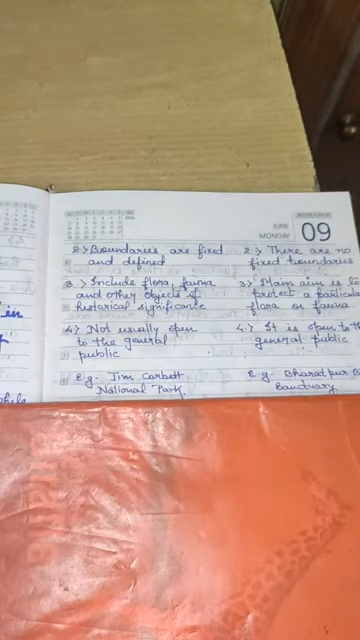 JUNE
MONDAY
09
2.> Boundaries are fixed
and defined
3.> Include flora, fauna
and other objects of
historical significance
4.> Not usually open
to the general
public
E.g- Jim Corbett
National Park.
2.> There are no
fixed boundaries
3.> Main aim is to
protect a particul
flora or fauna.
4.> It is open to th
general public
E.g- Bharatpur B
Sanctuary.